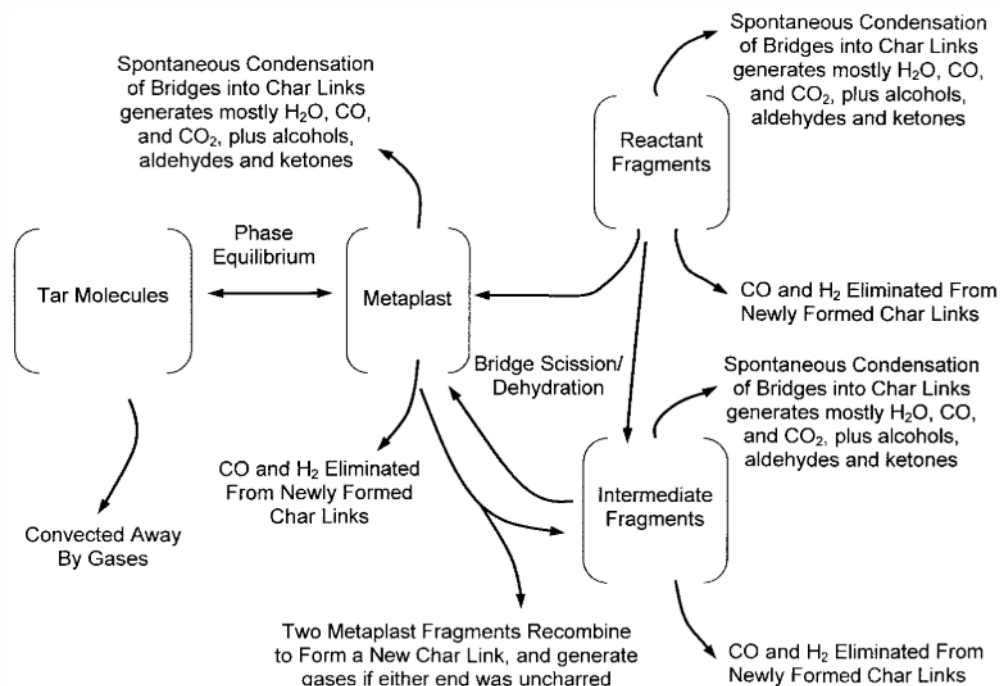 Spontaneous Condensation
of Bridges into Char Links
generates mostly H₂O, CO,
and CO₂, plus alcohols,
aldehydes and ketones
Spontaneous Condensation
of Bridges into Char Links
generates mostly H₂O, CO,
and CO₂, plus alcohols,
aldehydes and ketones
Reactant
Fragments
Phase
Equilibrium
Tar Molecules
Metaplast
CO and H₂ Eliminated From
Newly Formed Char Links
Bridge Scission/
Dehydration
Spontaneous Condensation
of Bridges into Char Links
generates mostly H₂O, CO,
and CO₂, plus alcohols,
aldehydes and ketones
CO and H₂ Eliminated
From Newly Formed
Char Links
Intermediate
Fragments
Convected Away
By Gases
Two Metaplast Fragments Recombine
to Form a New Char Link, and generate
gases if either end was uncharred
CO and H₂ Eliminated From
Newly Formed Char Links